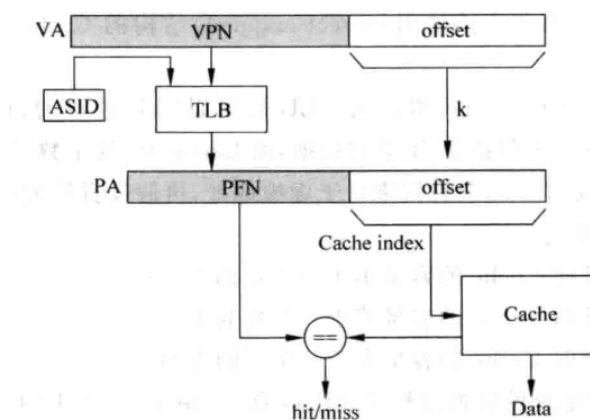 VA
VPN
offset
ASID
TLB
k
PA
PFN
offset
Cache index
Cache
==
hit/miss
Data